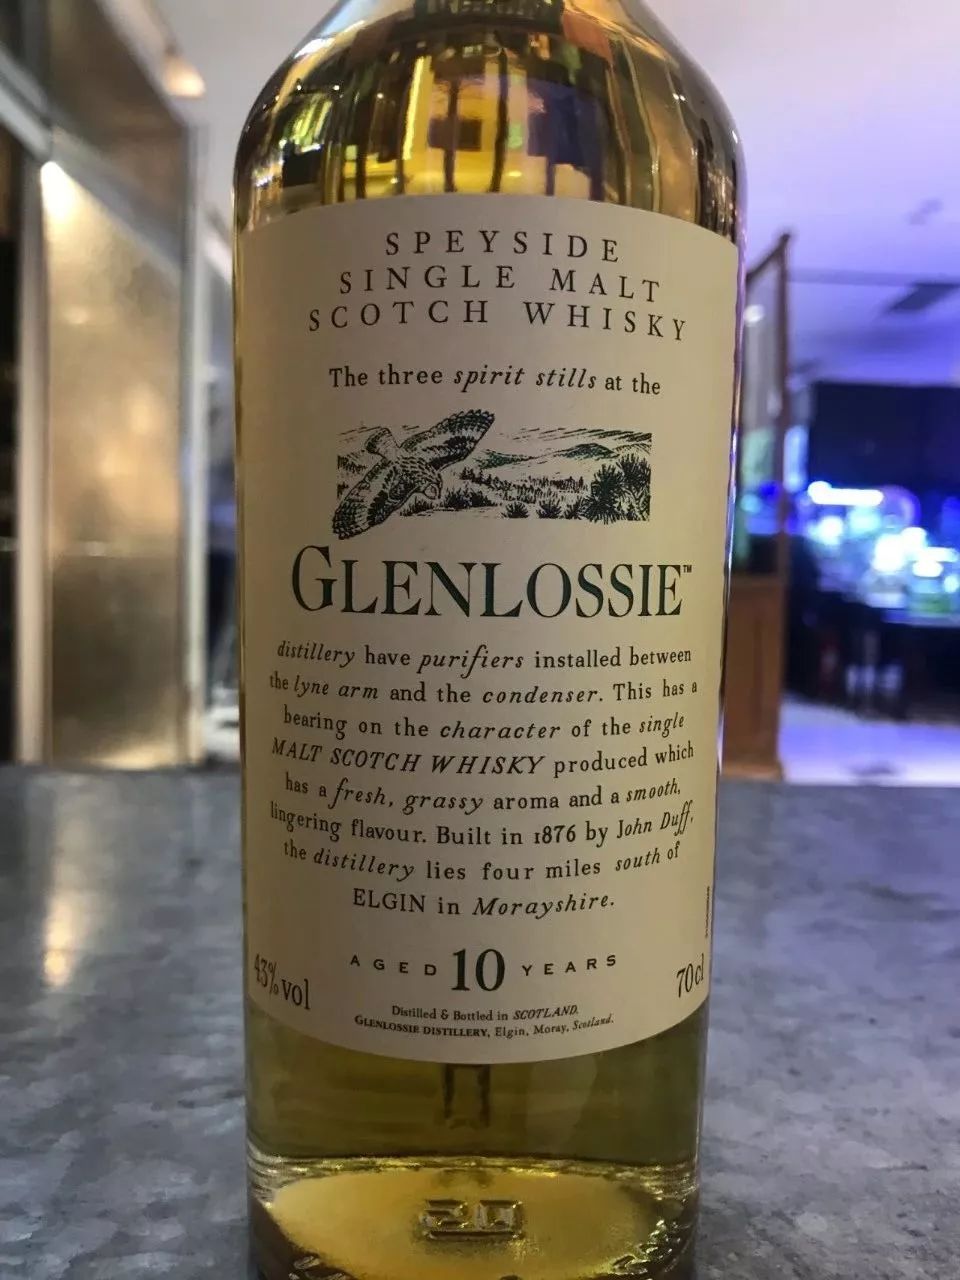 SPEYSIDE
SINGLE MALT
SCOTCH WHISKY
The three spirit stills at the
GLENLOSSIE™
distillery have purifiers installed between
the lyne arm and the condenser. This has a
bearing on the character of the single
MALT SCOTCH WHISKY produced which
has a fresh, grassy aroma and a smooth,
lingering flavour. Built in 1876 by John Duff,
the distillery lies four miles south of
ELGIN in Morayshire.
AGED 10 YEARS
43% vol
70cl
Distilled & Bottled in SCOTLAND.
GLENLOSSIE DISTILLERY, Elgin, Moray, Scotland.